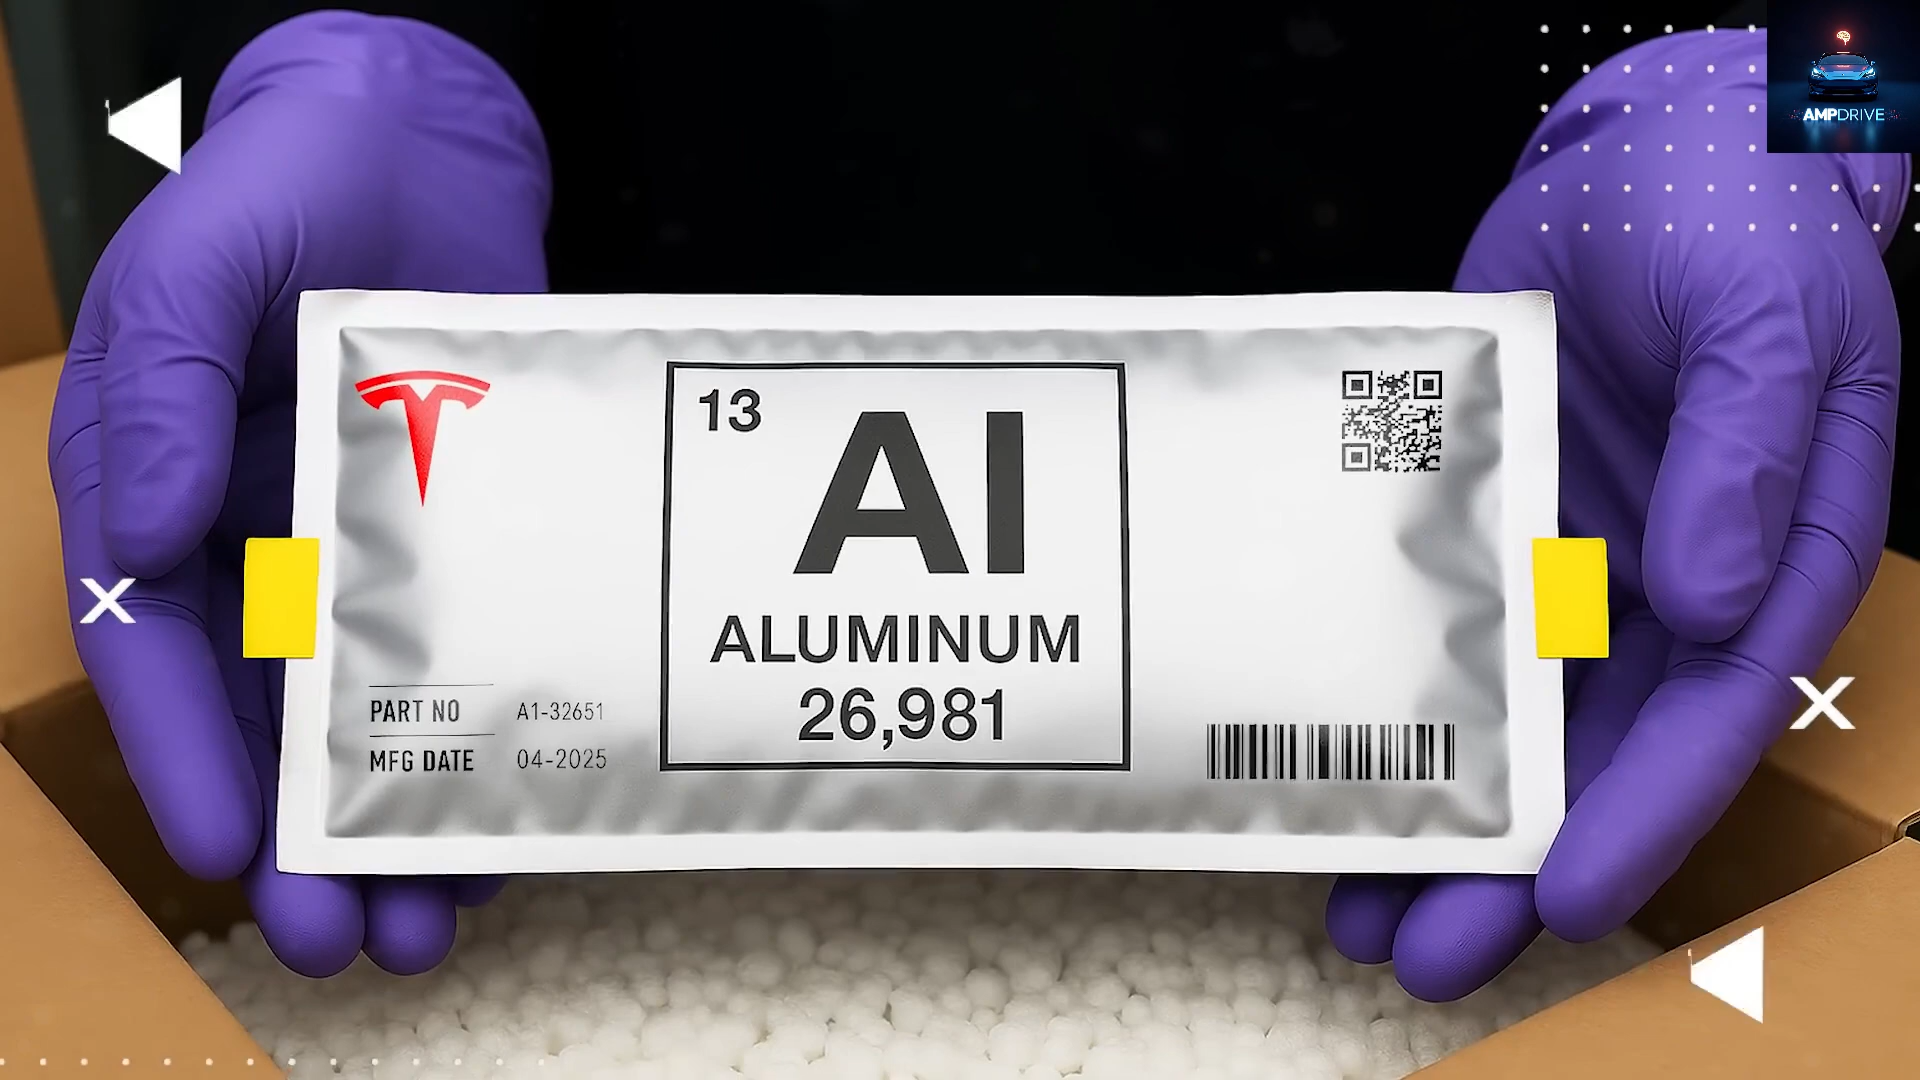 AMPDRIVE
13
Al
ALUMINUM
26,981
PART NO A1-32651
MFG DATE 04-2025